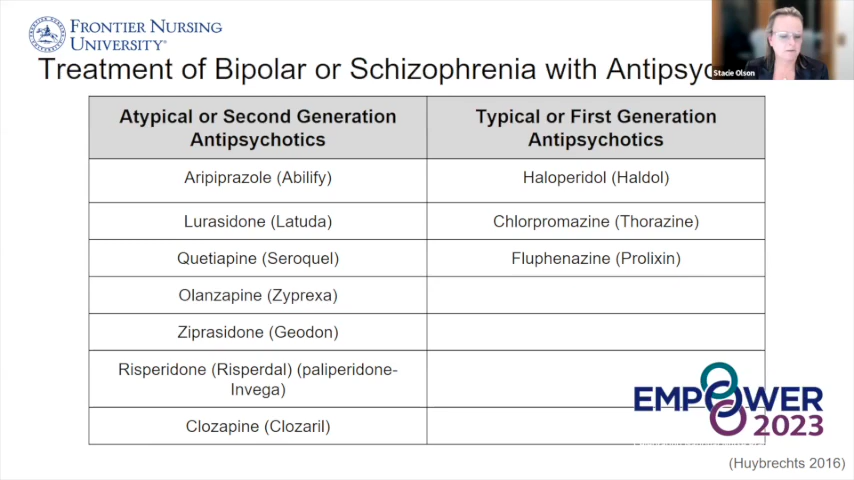 FRONTIER NURSING
UNIVERSITY®
Stacie Olson
Treatment of Bipolar or Schizophrenia with Antipsyc
Atypical or Second Generation
Antipsychotics
Typical or First Generation
Antipsychotics
Aripiprazole (Abilify)
Haloperidol (Haldol)
Lurasidone (Latuda)
Chlorpromazine (Thorazine)
Quetiapine (Seroquel)
Fluphenazine (Prolixin)
Olanzapine (Zyprexa)
Ziprasidone (Geodon)
Risperidone (Risperdal) (paliperidone-
Invega)
Clozapine (Clozaril)
EMPOWER
2023
(Huybrechts 2016)